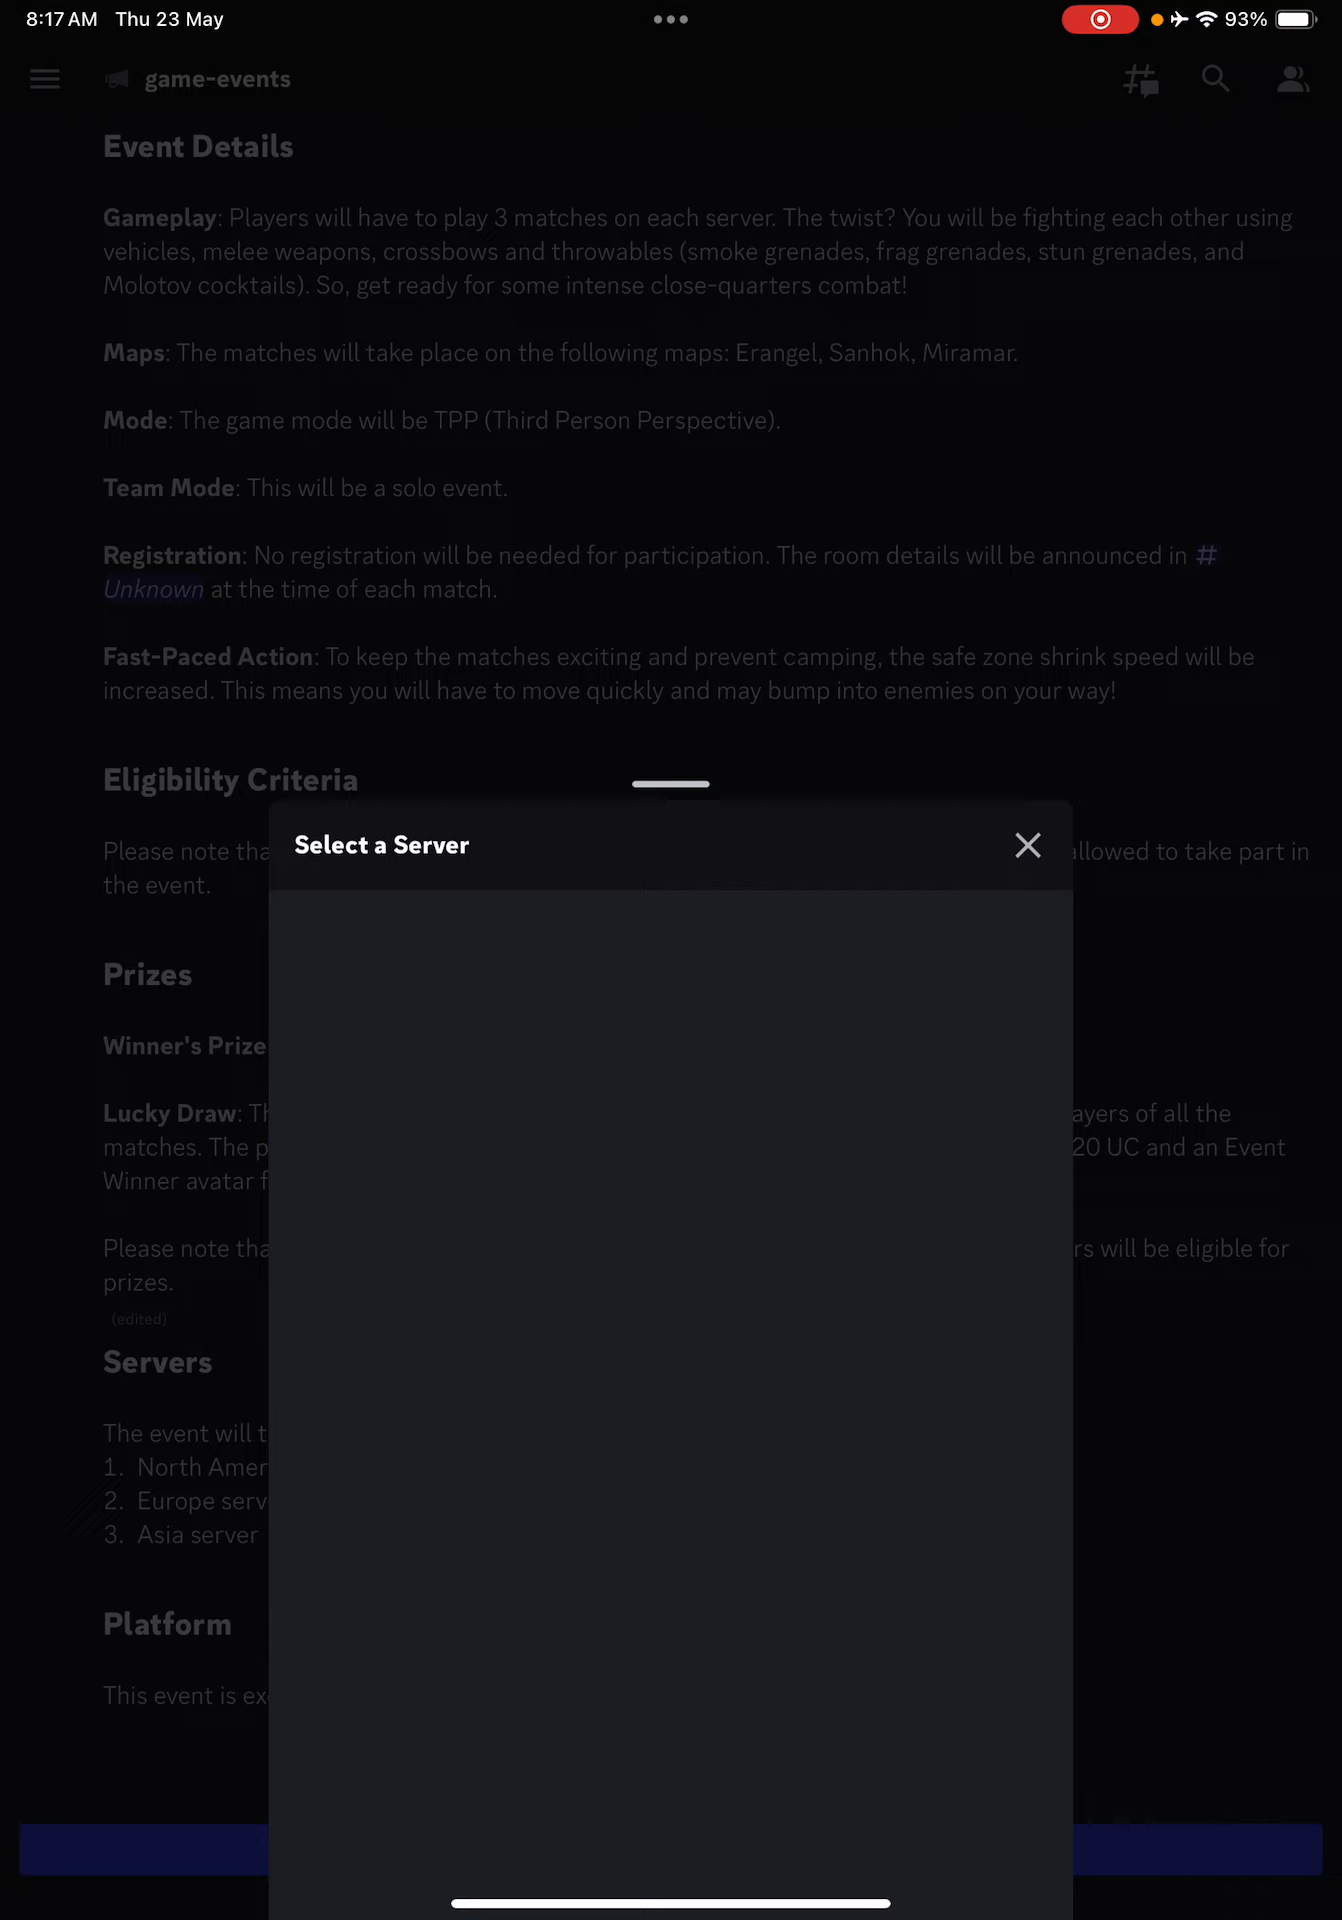 8:17 AM Thu 23 May
93%
game-events
Event Details
Gameplay: Players will have to play 3 matches on each server. The twist? You will be fighting each other using
vehicles, melee weapons, crossbows and throwables (smoke grenades, frag grenades, stun grenades, and
Molotov cocktails). So, get ready for some intense close-quarters combat!
Maps: The matches will take place on the following maps: Erangel, Sanhok, Miramar.
Mode: The game mode will be TPP (Third Person Perspective).
Team Mode: This will be a solo event.
Registration: No registration will be needed for participation. The room details will be announced in #
Unknown at the time of each match.
Fast-Paced Action: To keep the matches exciting and prevent camping, the safe zone shrink speed will be
increased. This means you will have to move quickly and may bump into enemies on your way!
Eligibility Criteria
Select a Server
Please note tha allowed to take part in
the event.
Prizes
Winner's Prize
Lucky Draw: Th ayers of all the
matches. The p 20 UC and an Event
Winner avatar f
Please note tha rs will be eligible for
prizes.
(edited)
Servers
The event will t
1. North Amer
2. Europe serv
3. Asia server
Platform
This event is ex